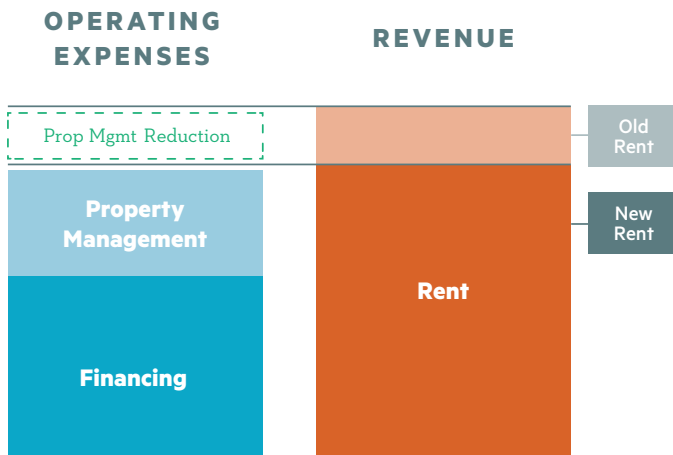 OPERATING
EXPENSES
REVENUE
Prop Mgmt Reduction
Old
Rent
Property
Management
New
Rent
Rent
Financing